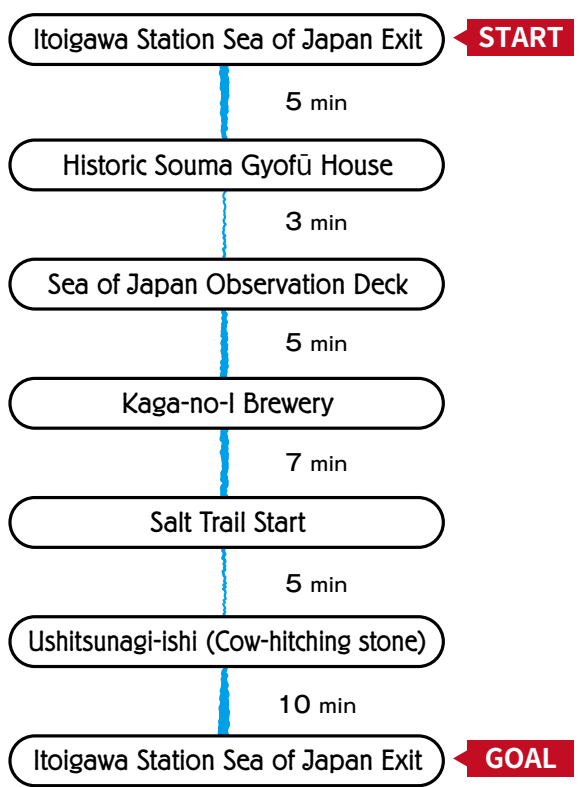 Itoigawa Station Sea of Japan Exit START
5 min
Historic Souma Gyofū House
3 min
Sea of Japan Observation Deck
5 min
Kaga-no-I Brewery
7 min
Salt Trail Start
5 min
Ushitsunagi-ishi (Cow-hitching stone)
10 min
Itoigawa Station Sea of Japan Exit GOAL